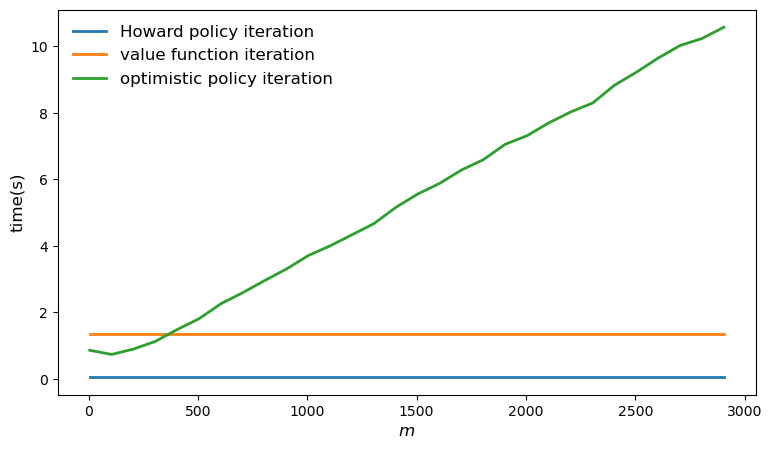 Howard policy iteration
value function iteration
optimistic policy iteration
10
8
6
4
2
0
time(s)
0 500 1000 1500 2000 2500 3000
m